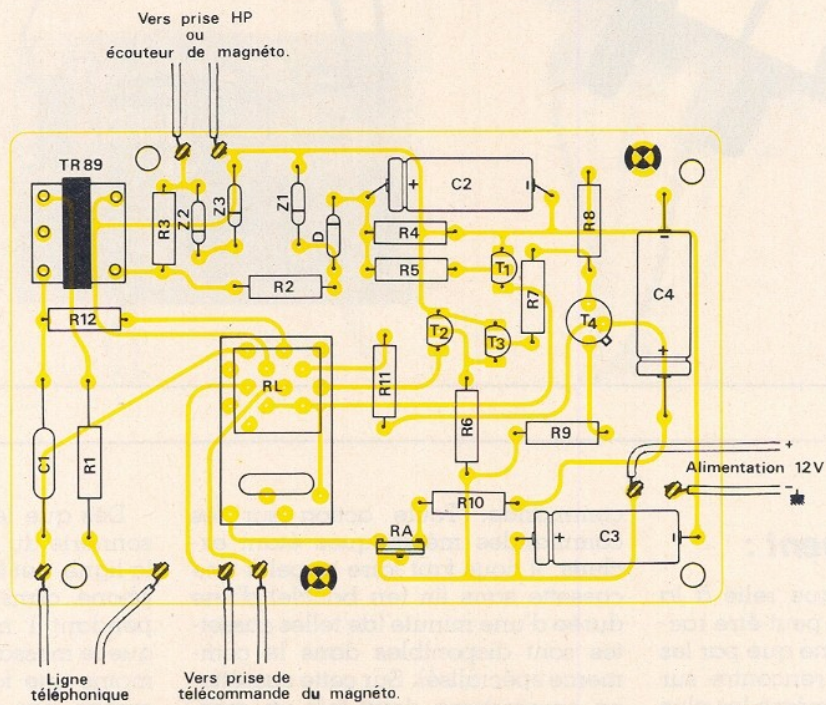 Vers prise HP
ou
écouteur de magnéto.
TR 89
R3
Z2
Z3
Z1
D
C2
R4
R5
R8
T1
R2
R7
C4
R12
T2
T3
T4
RL
R11
R6
R9
C1
R1
R10
RA
C3
+
-
+
-
+
-
+
Alimentation 12V
-
Ligne
téléphonique
Vers prise de
télécommande du magnéto.